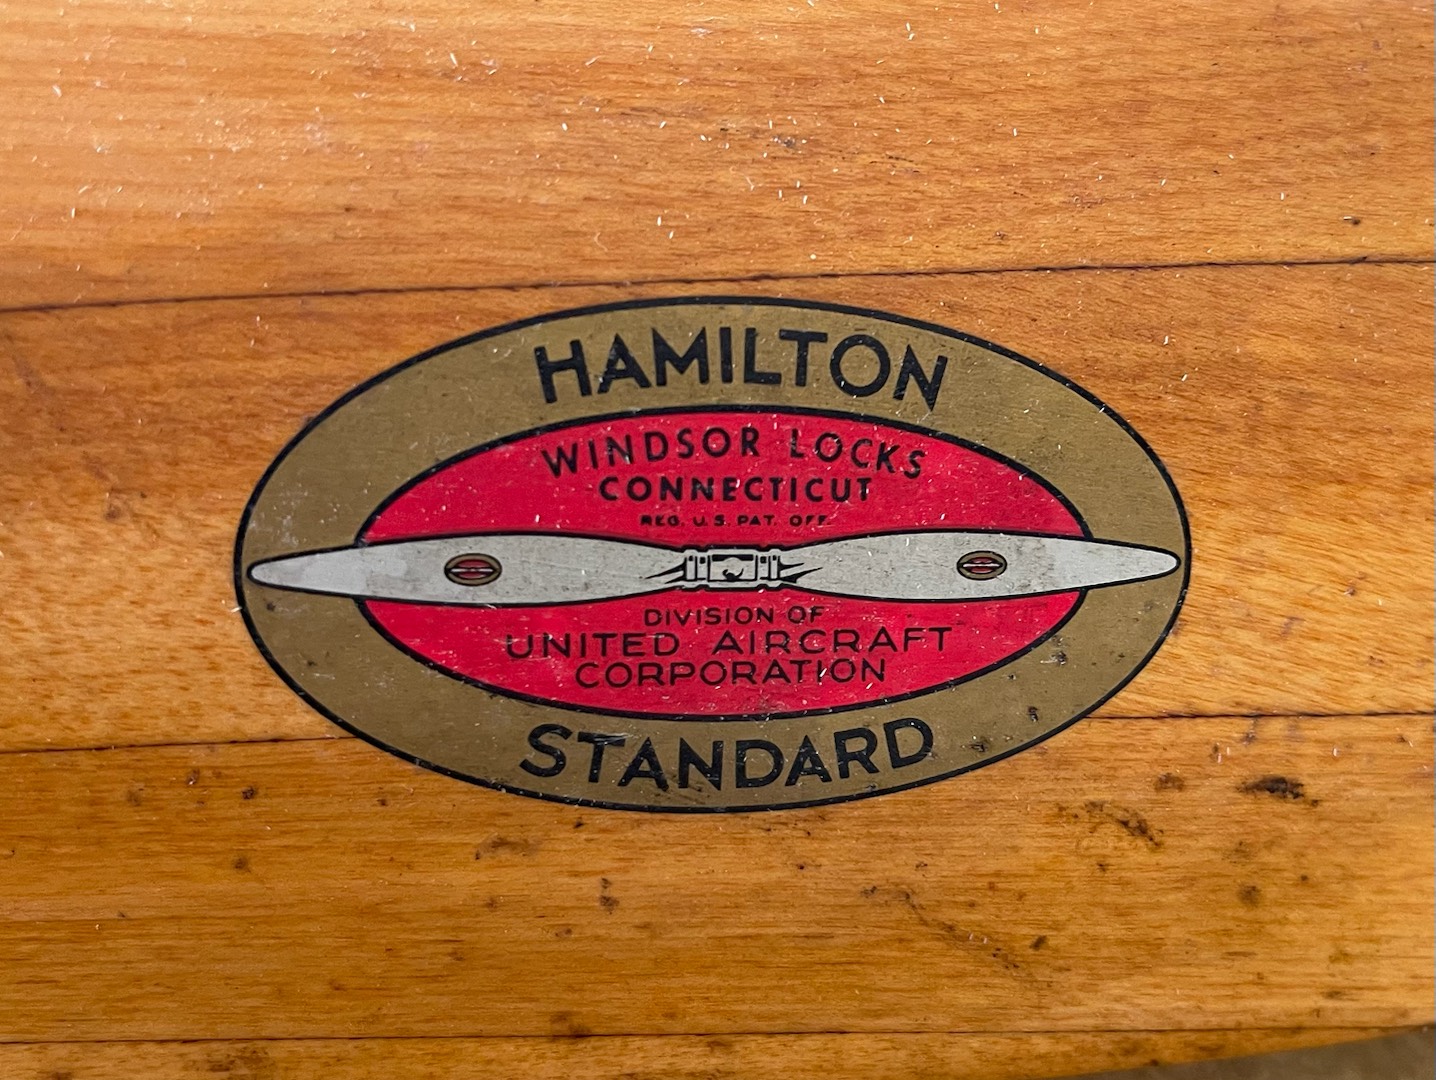 HAMILTON
WINDSOR LOCKS
CONNECTICUT
REG. U.S. PAT. OFF.
DIVISION OF
UNITED AIRCRAFT
CORPORATION
STANDARD